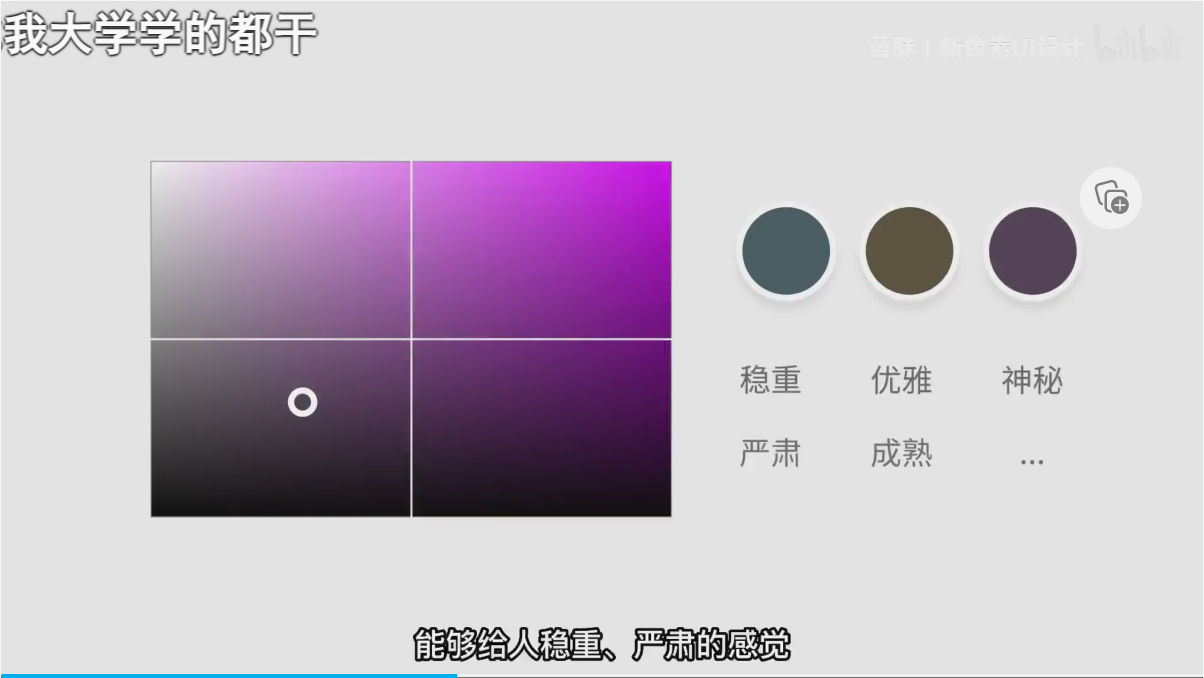 我大学学的都干
蓝昧 | 新像素UI设计 bilibili
稳重 优雅 神秘
严肃 成熟 ...
能够给人稳重、严肃的感觉